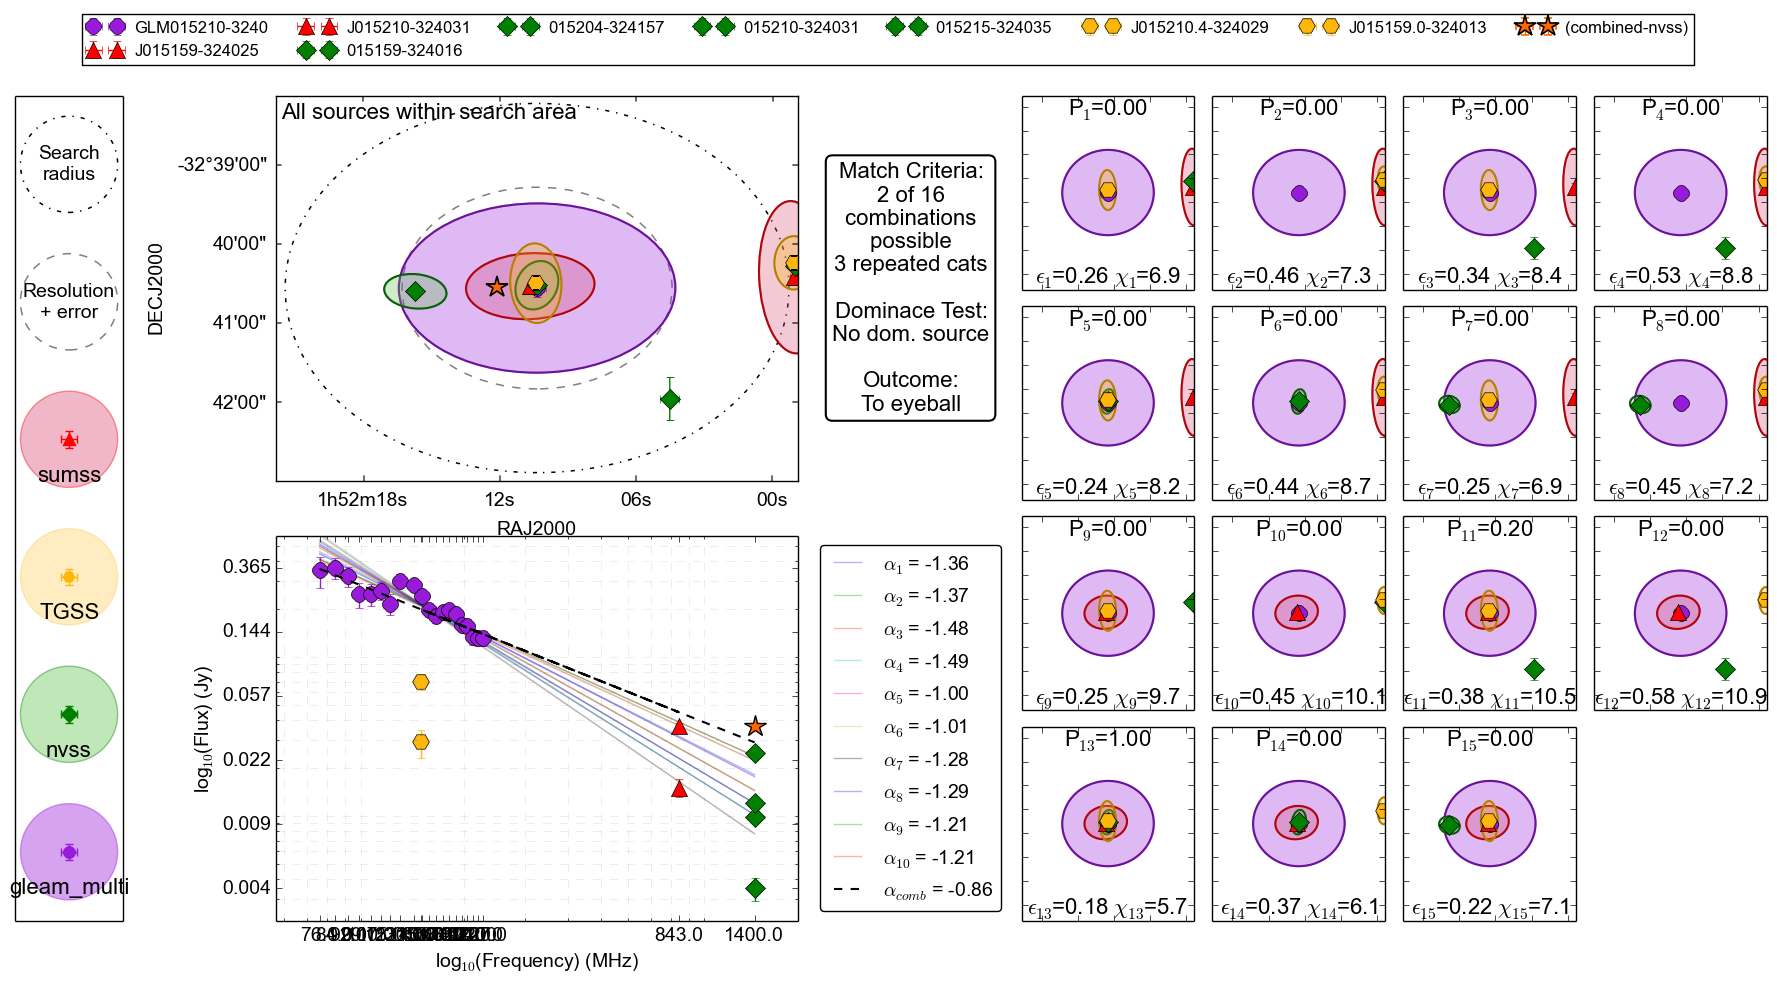 GLM015210-3240 J015210-324031 015204-324157 015210-324031 015215-324035 J015210.4-324029 J015159.0-324013 (combined-nvss)
J015159-324025 015159-324016
Search
radius
Resolution
+ error
sumss
TGSS
nvss
gleam_multi
All sources within search area
DECJ2000
-32°39'00"
40'00"
41'00"
42'00"
1h52m18s 12s 06s 00s
RAJ2000
Match Criteria:
2 of 16
combinations
possible
3 repeated cats
Dominace Test:
No dom. source
Outcome:
To eyeball
log10(Flux) (Jy)
0.365
0.144
0.057
0.022
0.009
0.004
843.0 1400.0
log10(Frequency) (MHz)
α1 = -1.36
α2 = -1.37
α3 = -1.48
α4 = -1.49
α5 = -1.00
α6 = -1.01
α7 = -1.28
α8 = -1.29
α9 = -1.21
α10 = -1.21
αcomb = -0.86
P1=0.00 P2=0.00 P3=0.00 P4=0.00
ϵ1=0.26 χ1=6.9 ϵ2=0.46 χ2=7.3 ϵ3=0.34 χ3=8.4 ϵ4=0.53 χ4=8.8
P5=0.00 P6=0.00 P7=0.00 P8=0.00
ϵ5=0.24 χ5=8.2 ϵ6=0.44 χ6=8.7 ϵ7=0.25 χ7=6.9 ϵ8=0.45 χ8=7.2
P9=0.00 P10=0.00 P11=0.20 P12=0.00
ϵ9=0.25 χ9=9.7 ϵ10=0.45 χ10=10.1 ϵ11=0.38 χ11=10.5 ϵ12=0.58 χ12=10.9
P13=1.00 P14=0.00 P15=0.00
ϵ13=0.18 χ13=5.7 ϵ14=0.37 χ14=6.1 ϵ15=0.22 χ15=7.1